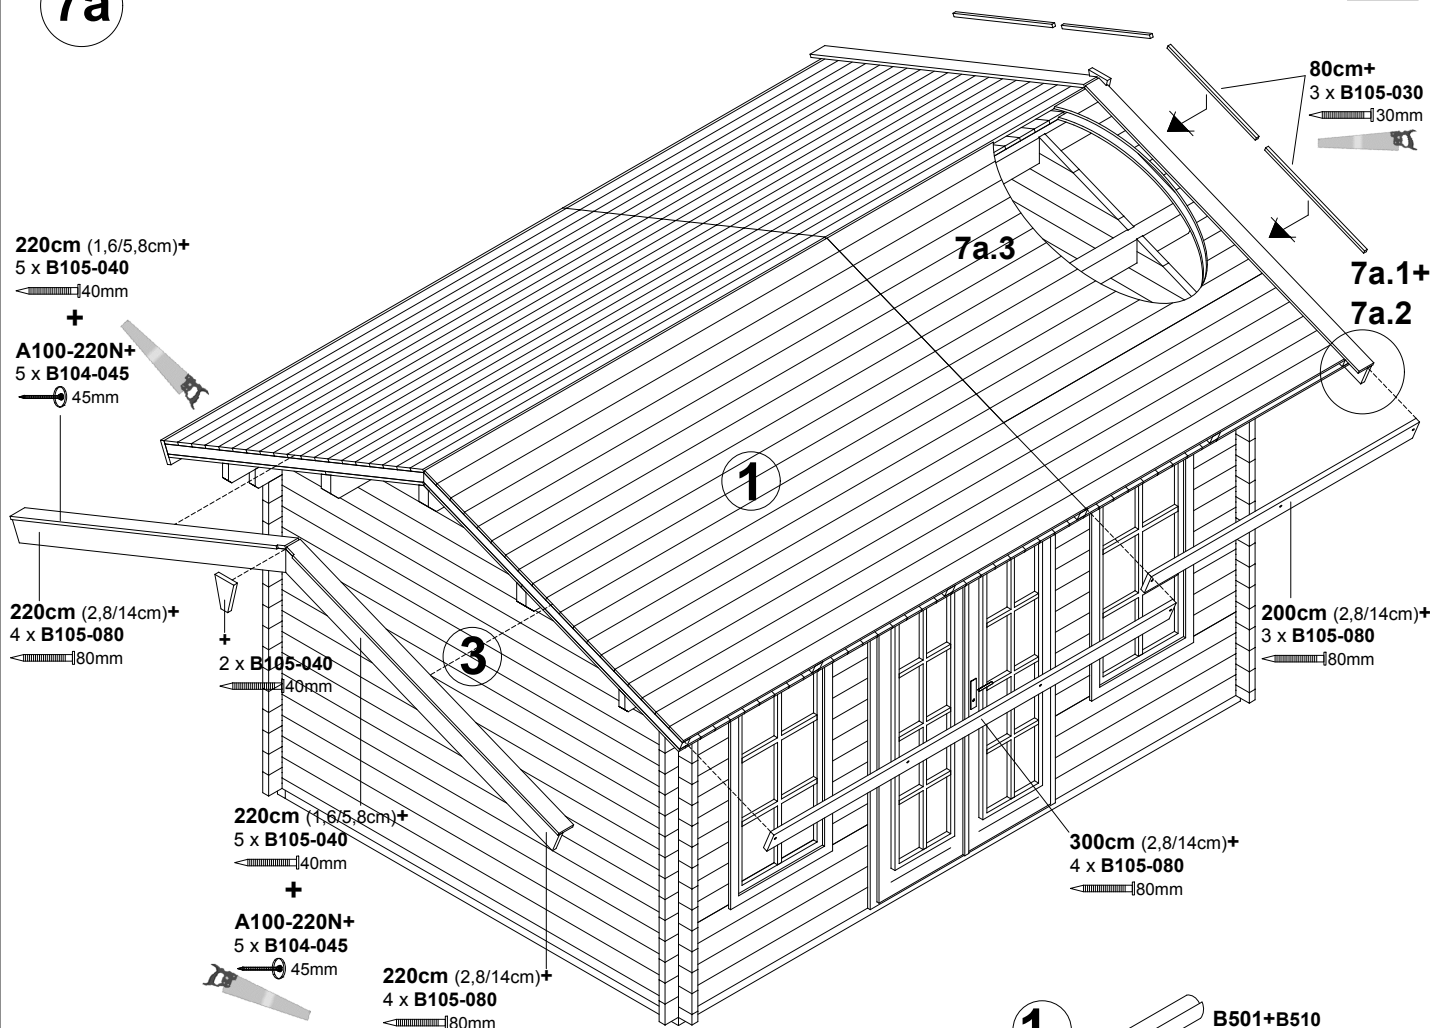 7a
80cm+
3 x B105-030
30mm
7a.3
7a.1+
7a.2
220cm (1,6/5,8cm)+
5 x B105-040
40mm
+
A100-220N+
5 x B104-045
45mm
1
220cm (2,8/14cm)+
4 x B105-080
80mm
+
2 x B105-040
40mm
3
200cm (2,8/14cm)+
3 x B105-080
80mm
220cm (1,6/5,8cm)+
5 x B105-040
40mm
+
A100-220N+
5 x B104-045
45mm
300cm (2,8/14cm)+
4 x B105-080
80mm
220cm (2,8/14cm)+
4 x B105-080
80mm
1
B501+B510